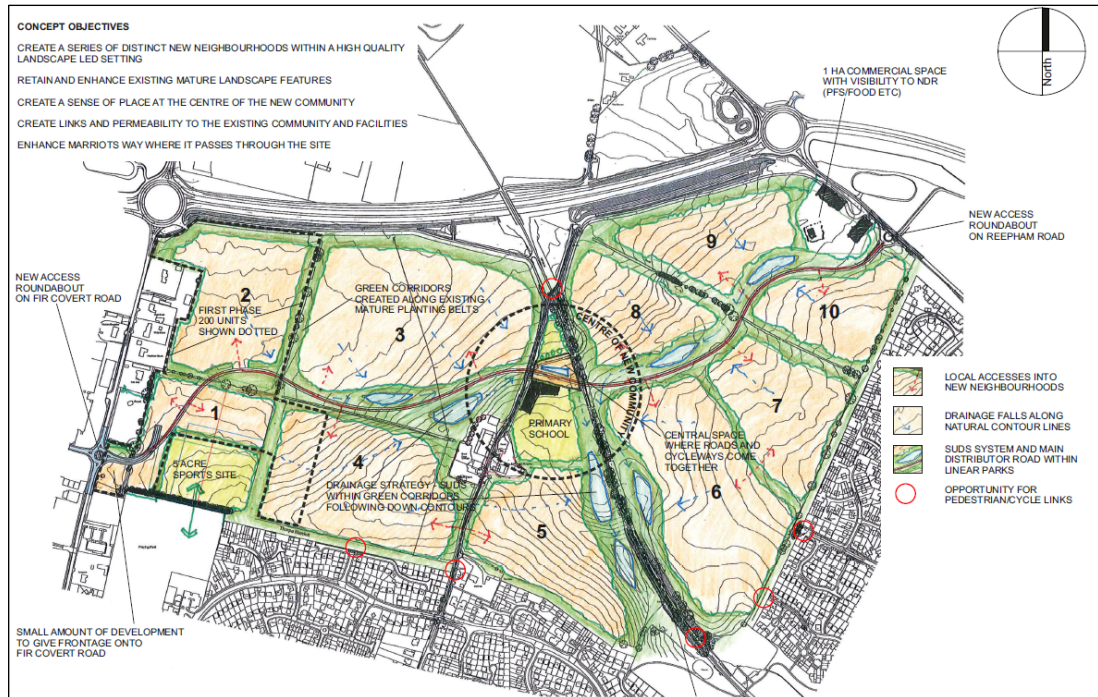 CONCEPT OBJECTIVES
CREATE A SERIES OF DISTINCT NEW NEIGHBOURHOODS WITHIN A HIGH QUALITY
LANDSCAPE LED SETTING
RETAIN AND ENHANCE EXISTING MATURE LANDSCAPE FEATURES
CREATE A SENSE OF PLACE AT THE CENTRE OF THE NEW COMMUNITY
CREATE LINKS AND PERMEABILITY TO THE EXISTING COMMUNITY AND FACILITIES
ENHANCE MARRIOTS WAY WHERE IT PASSES THROUGH THE SITE
North
1 HA COMMERCIAL SPACE
WITH VISIBILITY TO NDR
(PFS/FOOD ETC)
NEW ACCESS
ROUNDABOUT
ON REEPHAM ROAD
NEW ACCESS
ROUNDABOUT
ON FIR COVERT ROAD
2
FIRST PHASE
200 UNITS
SHOWN DOTTED
GREEN CORRIDORS
CREATED ALONG EXISTING
MATURE PLANTING BELTS
3
9
8
10
CENTRE OF NEW COMMUNITY
7
1
5 ACRE
SPORTS SITE
4
PRIMARY
SCHOOL
CENTRAL SPACE
WHERE ROADS AND
CYCLEWAYS COME
TOGETHER
6
DRAINAGE STRATEGY - SUDS
WITHIN GREEN CORRIDORS
FOLLOWING DOWN CONTOURS
5
LOCAL ACCESSES INTO
NEW NEIGHBOURHOODS
DRAINAGE FALLS ALONG
NATURAL CONTOUR LINES
SUDS SYSTEM AND MAIN
DISTRIBUTOR ROAD WITHIN
LINEAR PARKS
OPPORTUNITY FOR
PEDESTRIAN/CYCLE LINKS
SMALL AMOUNT OF DEVELOPMENT
TO GIVE FRONTAGE ONTO
FIR COVERT ROAD